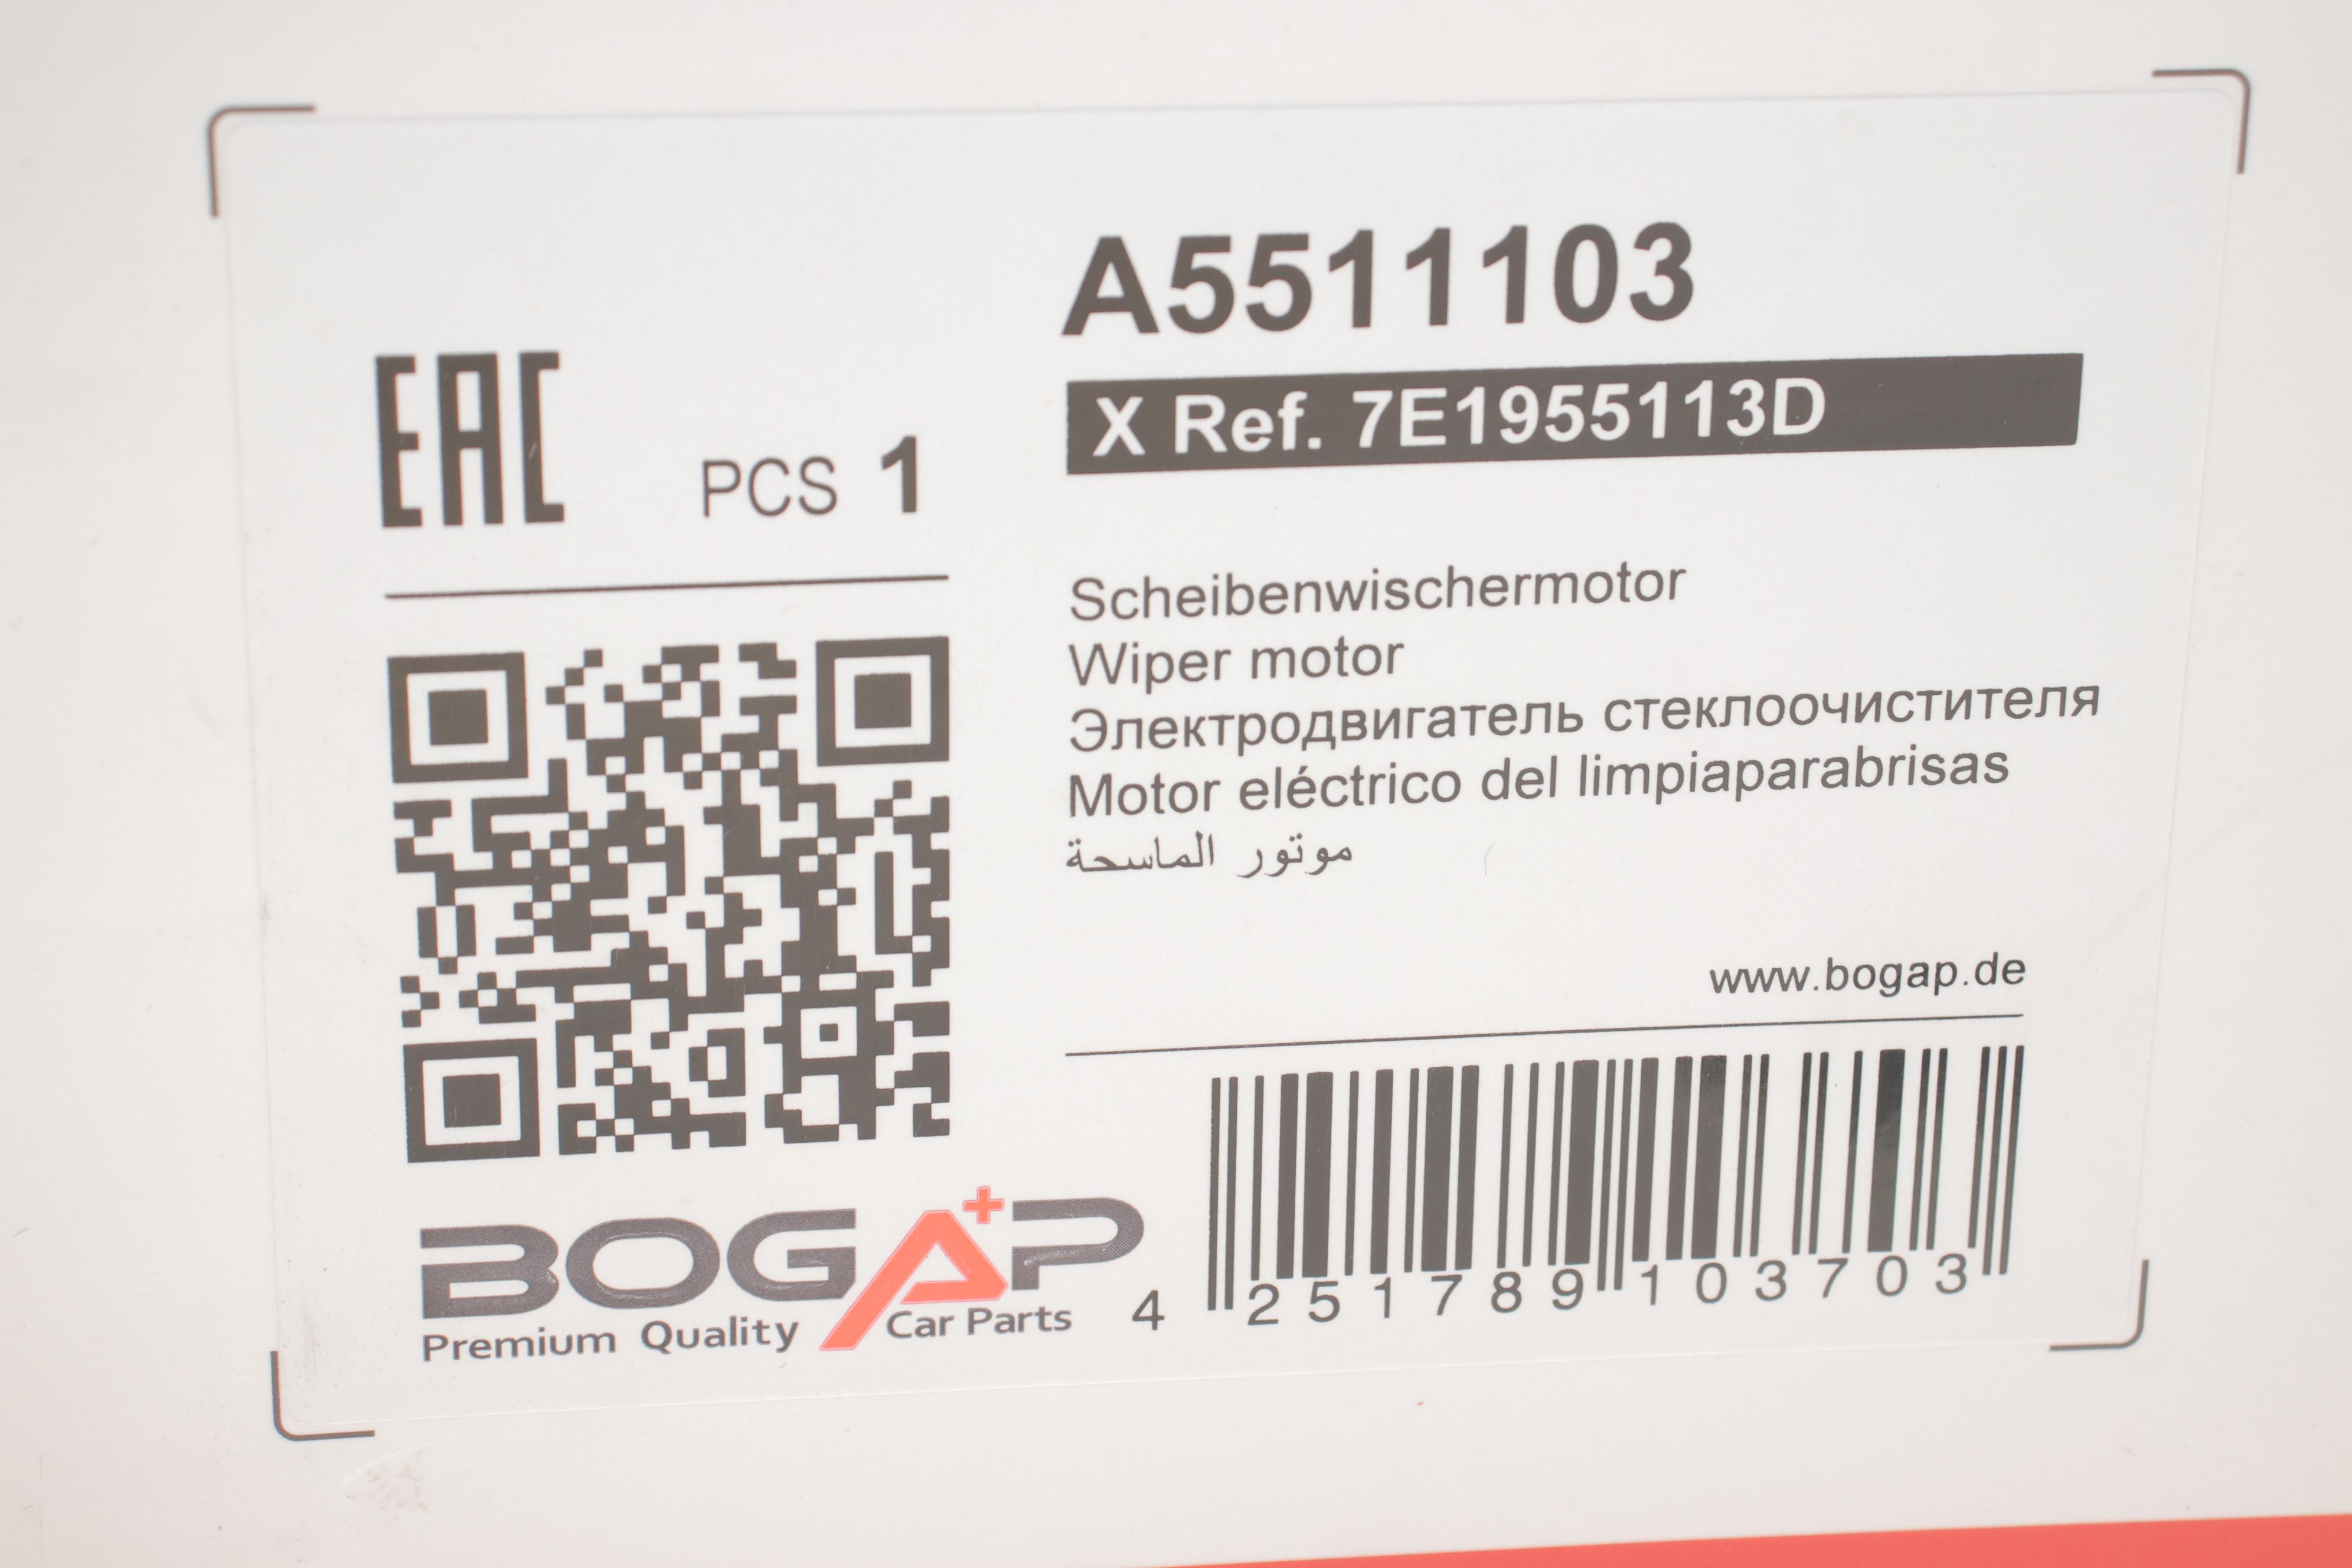 A5511103
X Ref. 7E1955113D
EAC
PCS 1
Scheibenwischermotor
Wiper motor
Электродвигатель стеклоочистителя
Motor eléctrico del limpiaparabrisas
موتور الماسحة
www.bogap.de
BOGAP+
Premium Quality Car Parts
4 251789 103703